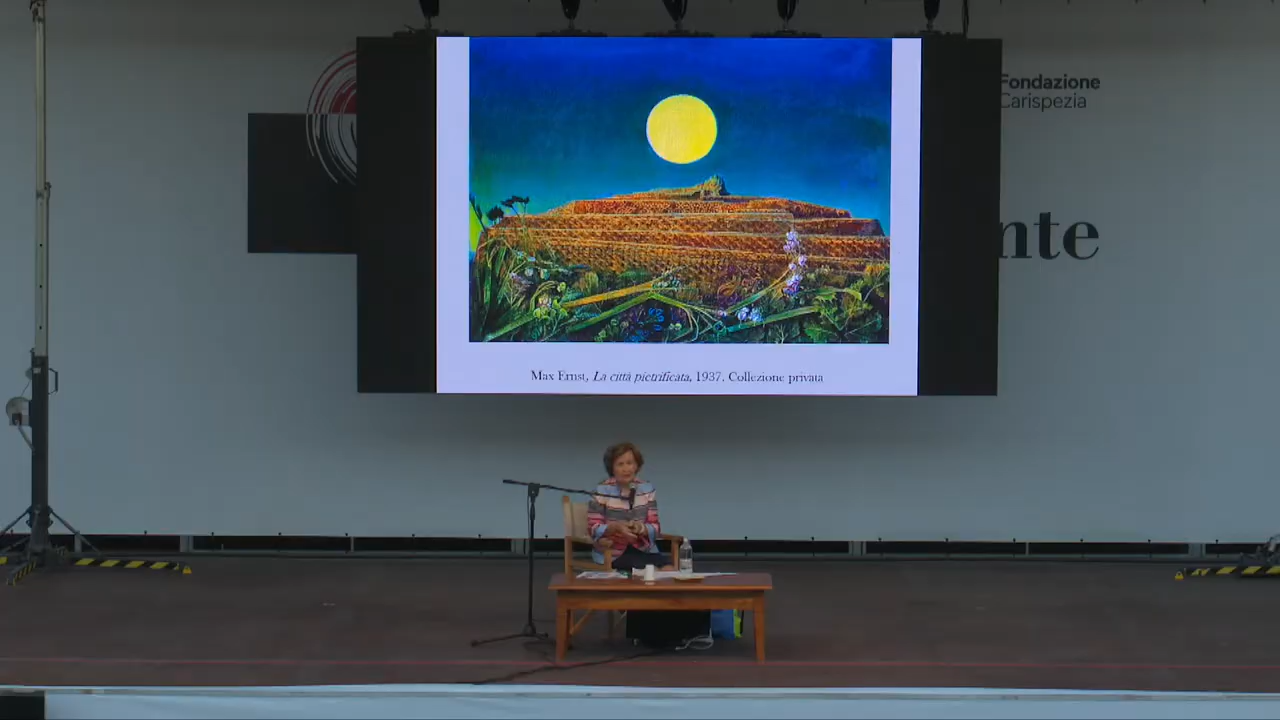 Fondazione
Carispezia
nte
Max Ernst, La città pietrificata, 1937. Collezione privata